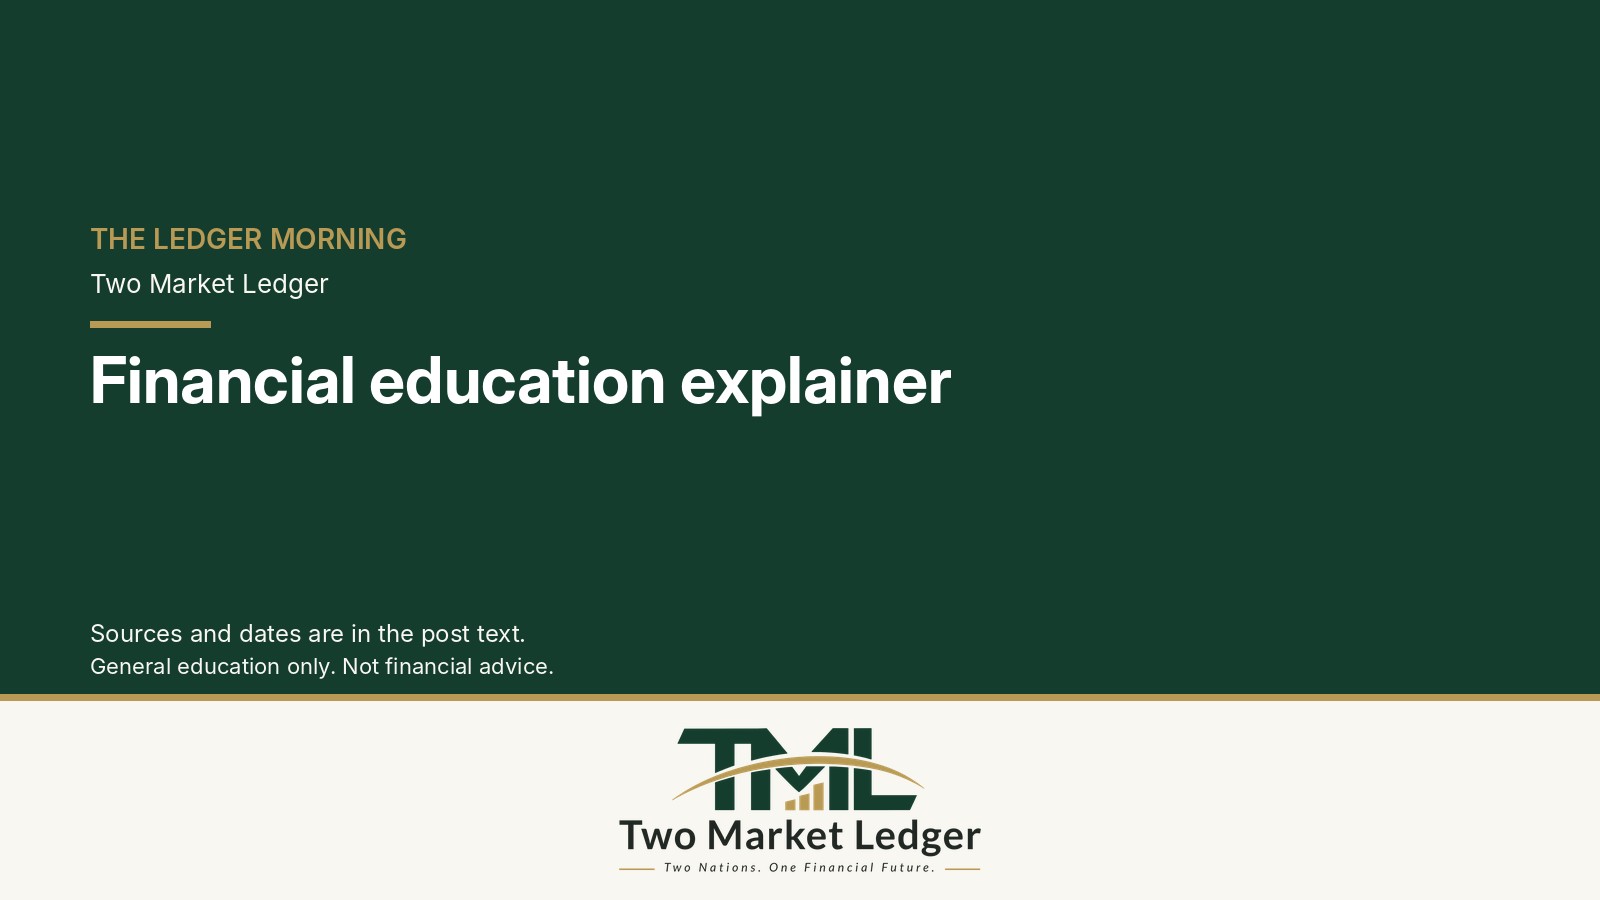 THE LEDGER MORNING
Two Market Ledger
Financial education explainer
Sources and dates are in the post text.
General education only. Not financial advice.
TML
Two Market Ledger
Two Nations. One Financial Future.